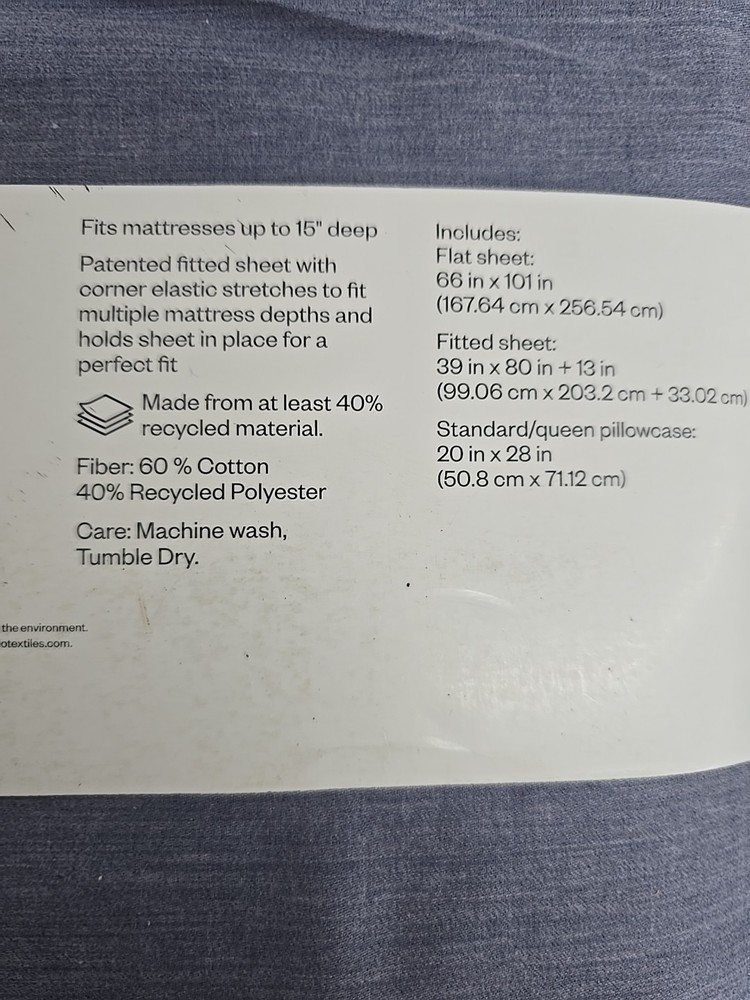 Fits mattresses up to 15" deep
Patented fitted sheet with
corner elastic stretches to fit
multiple mattress depths and
holds sheet in place for a
perfect fit
Made from at least 40%
recycled material.
Fiber: 60 % Cotton
40% Recycled Polyester
Care: Machine wash,
Tumble Dry.
the environment.
otextiles.com.
Includes:
Flat sheet:
66 in x 101 in
(167.64 cm x 256.54 cm)
Fitted sheet:
39 in x 80 in + 13 in
(99.06 cm x 203.2 cm + 33.02 cm)
Standard/queen pillowcase:
20 in x 28 in
(50.8 cm x 71.12 cm)